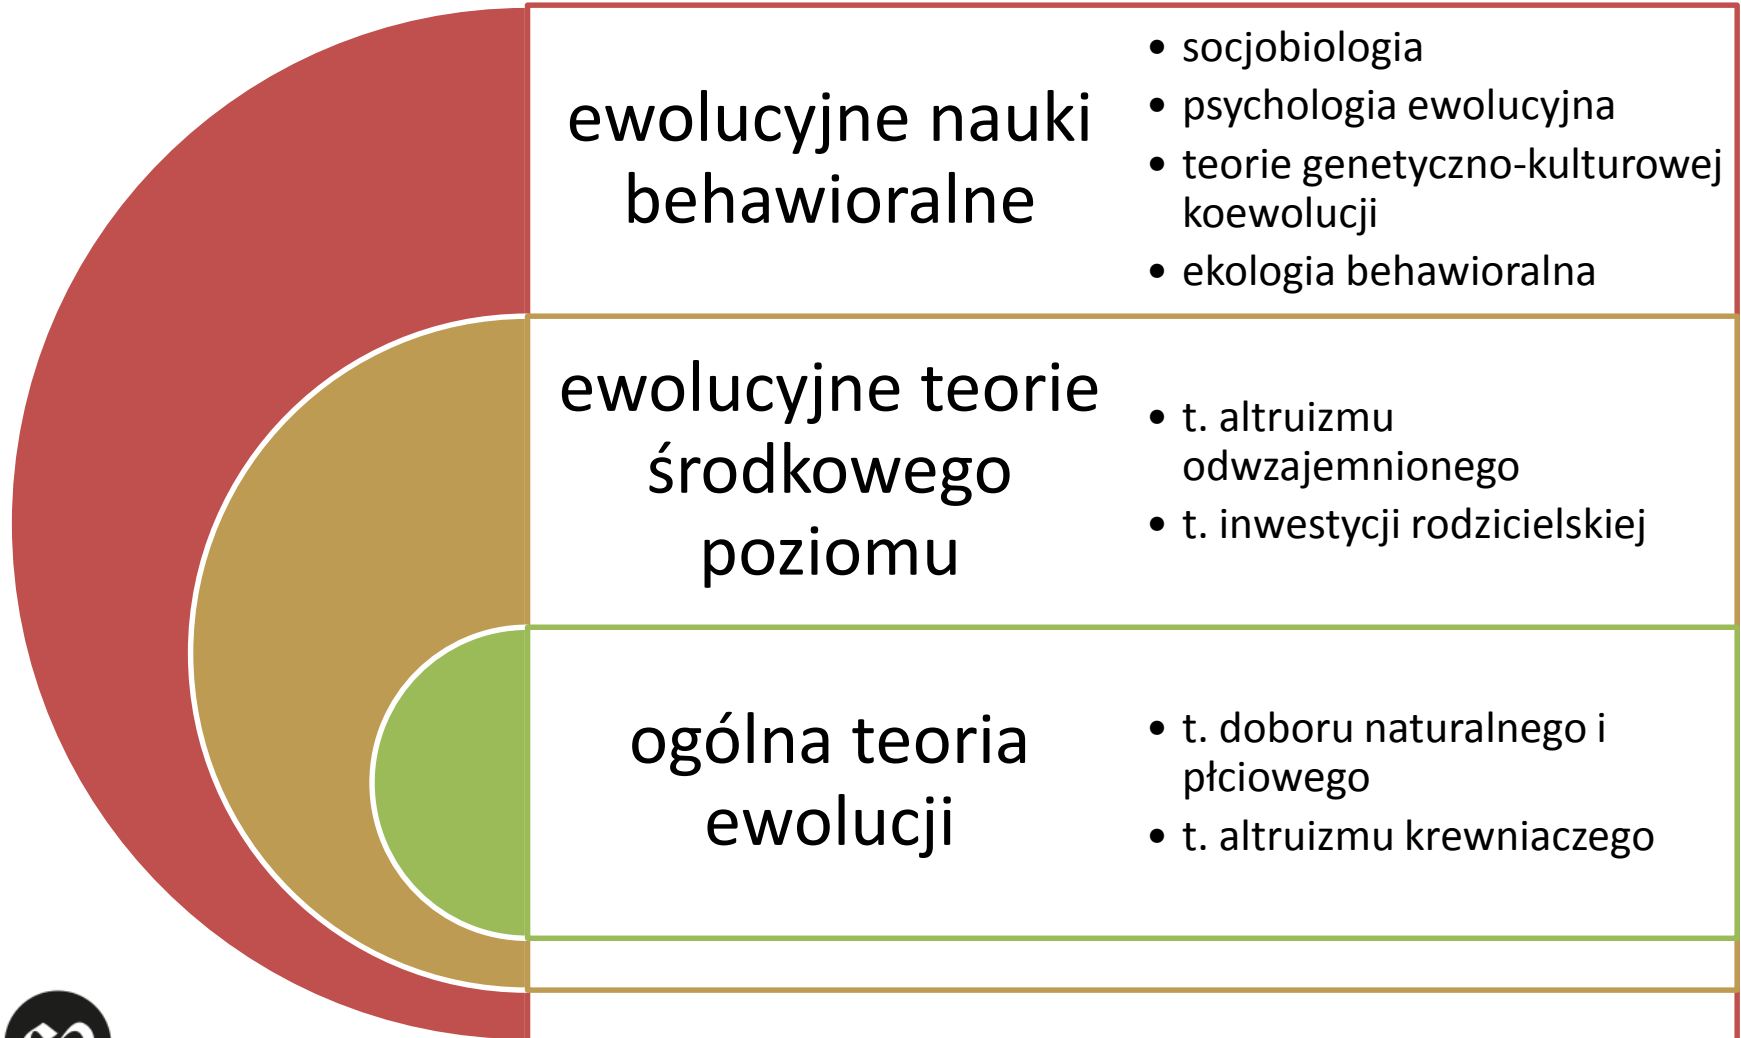 ewolucyjne nauki
behawioralne
• socjobiologia
• psychologia ewolucyjna
• teorie genetyczno-kulturowej
koewolucji
• ekologia behawioralna
ewolucyjne teorie
środkowego
poziomu
• t. altruizmu
odwzajemnionego
• t. inwestycji rodzicielskiej
ogólna teoria
ewolucji
• t. doboru naturalnego i
płciowego
• t. altruizmu krewniaczego